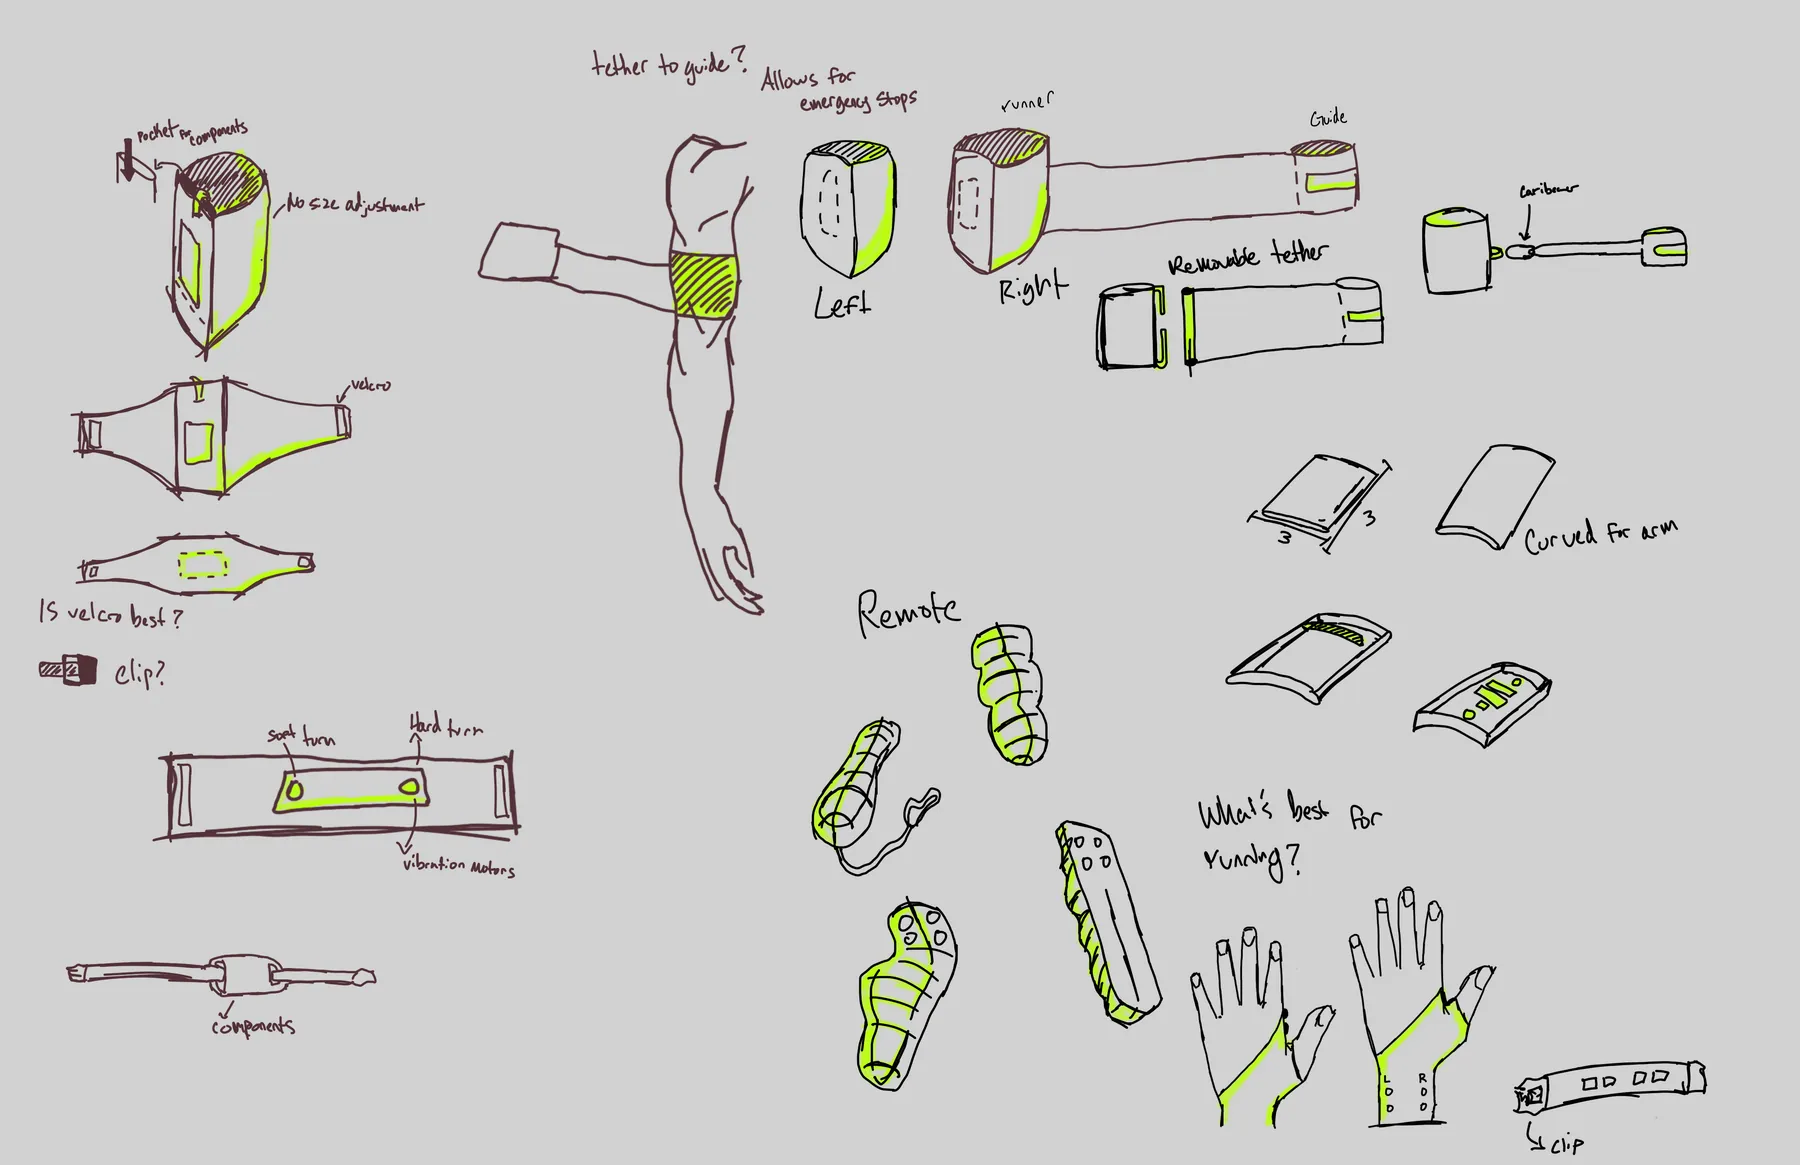 tether to guide?
Allows for
emergency stops
Pocket for components
No size adjustment
velcro
Is velcro best?
clip?
soft turn
Hard turn
vibration motors
components
runner
Guide
Left
Right
Removable tether
caribener
3
3
Curved for arm
Remote
What's best for
running?
L R
clip